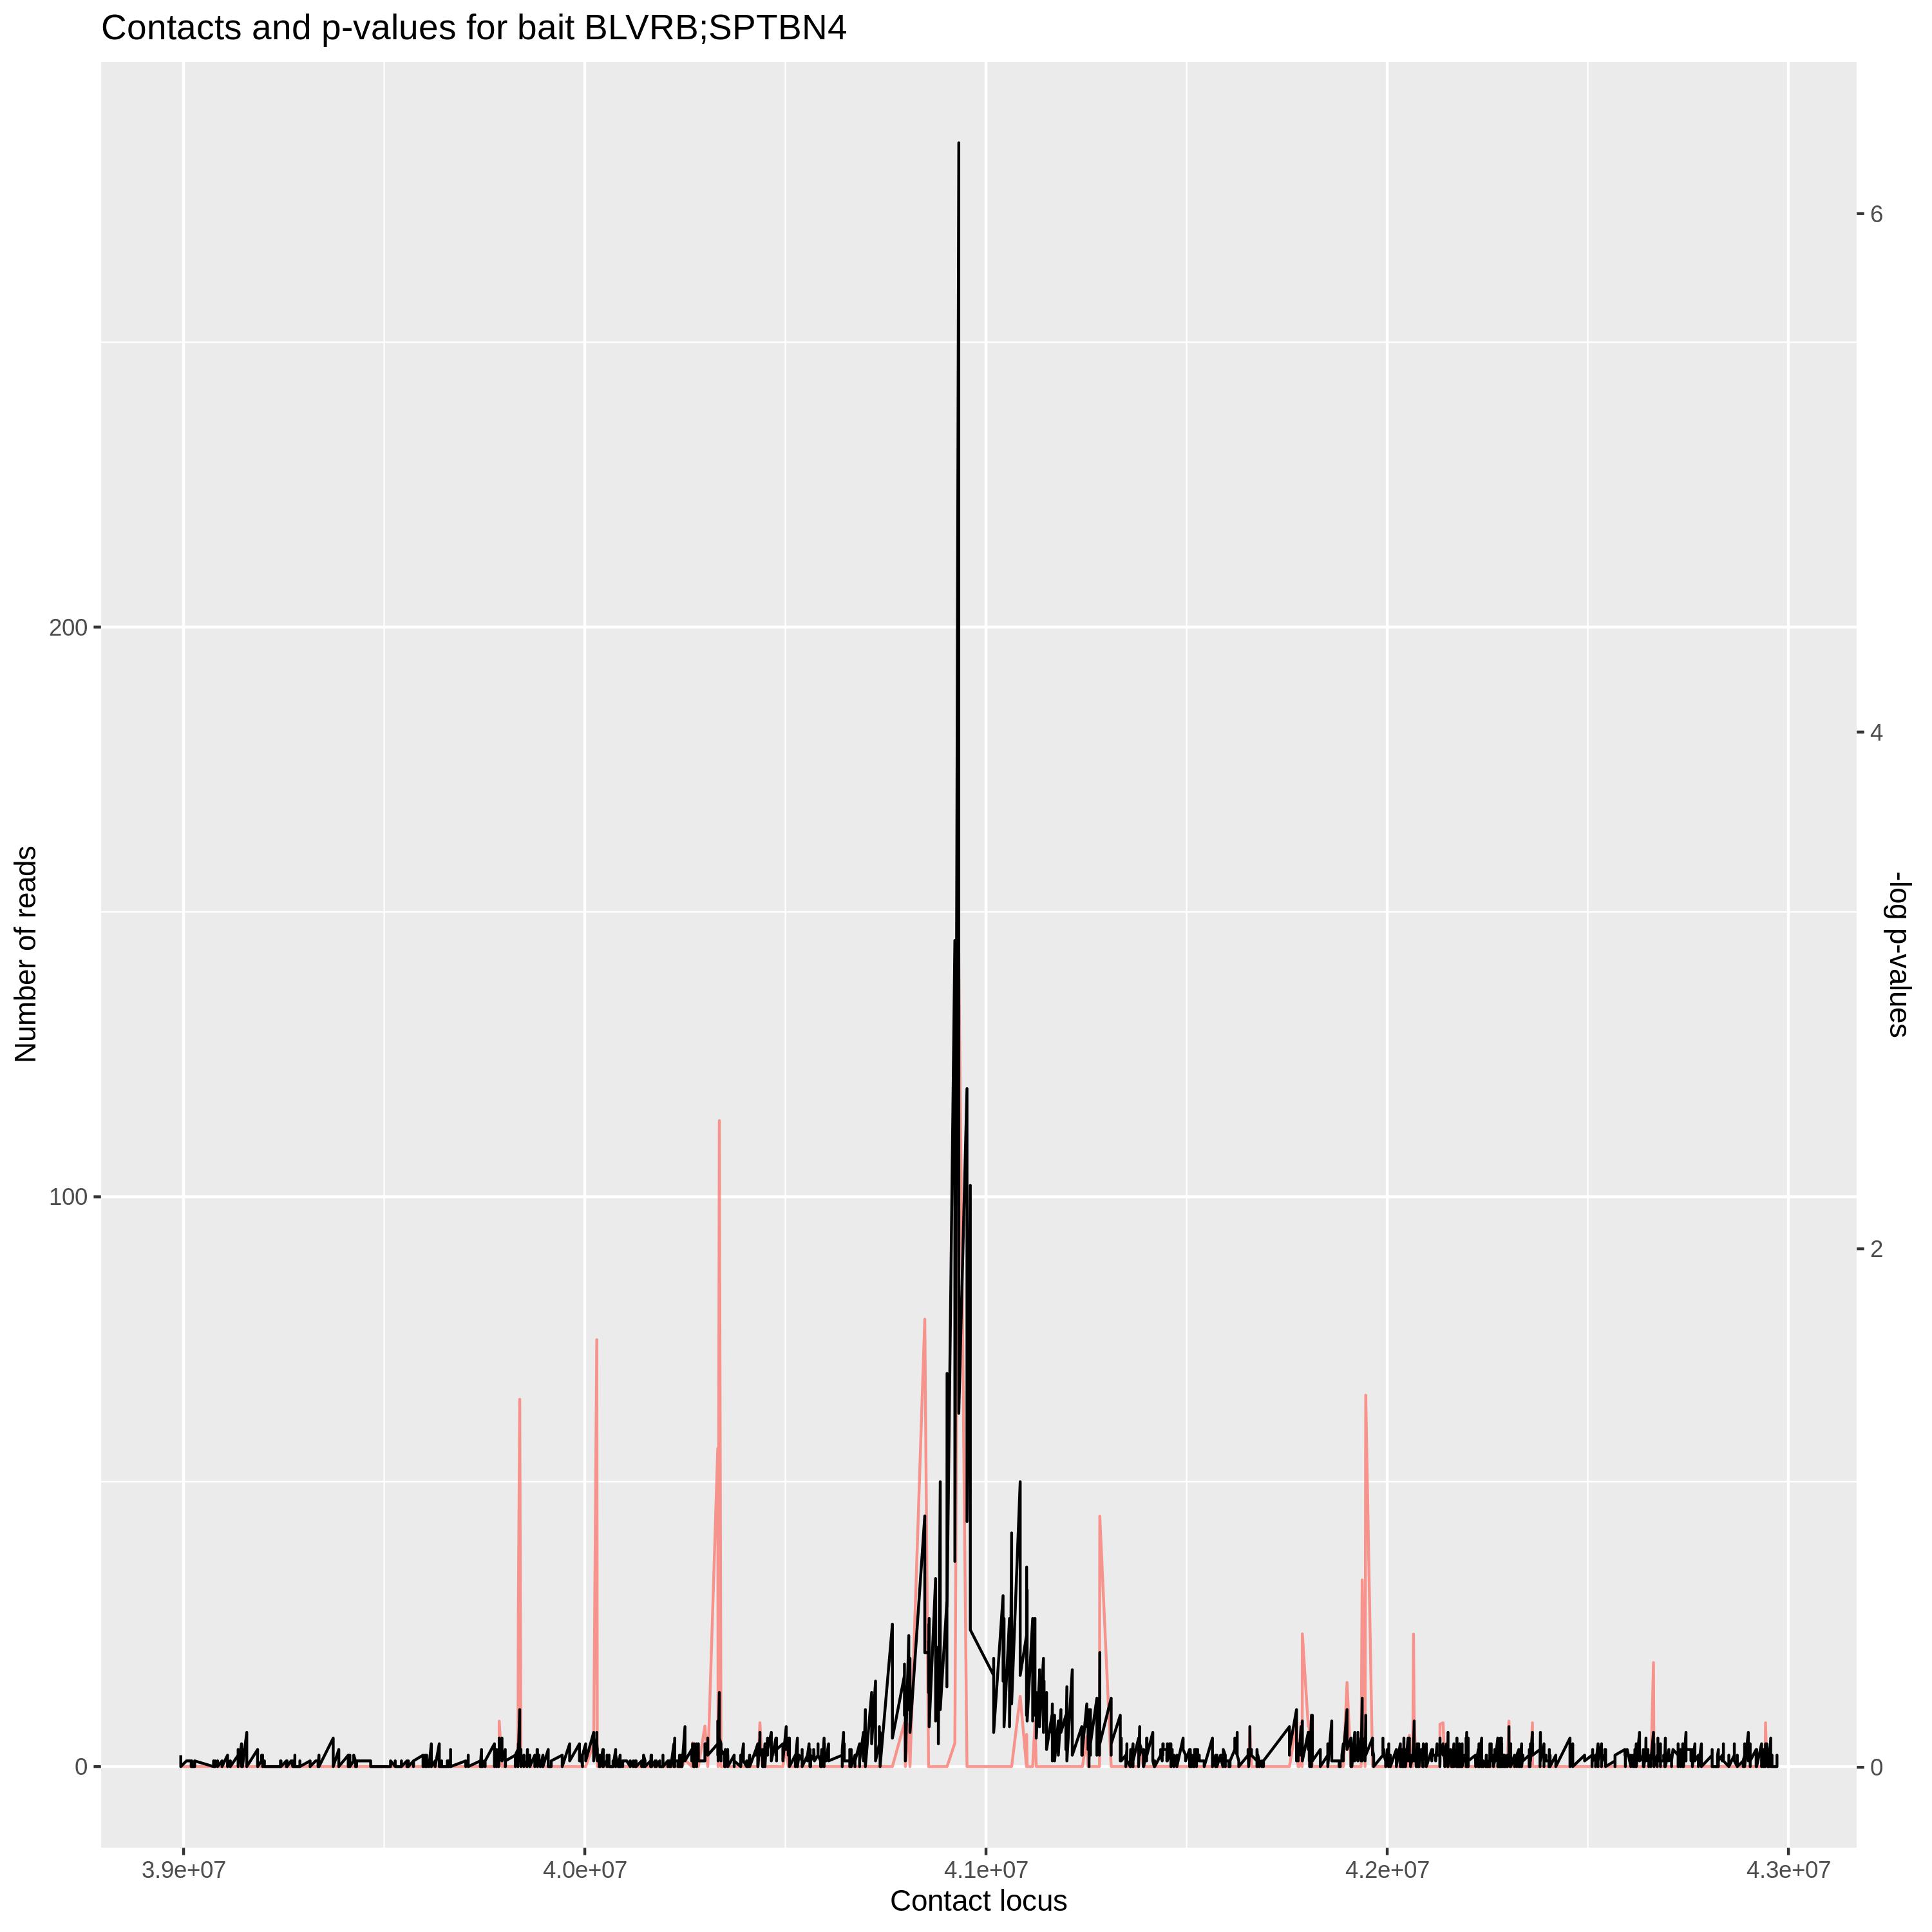 Contacts and p-values for bait BLVRB;SPTBN4
6
200
4
Number of reads
-log p-values
100
2
0
0
3.9e+07 4.0e+07 4.1e+07 4.2e+07 4.3e+07
Contact locus